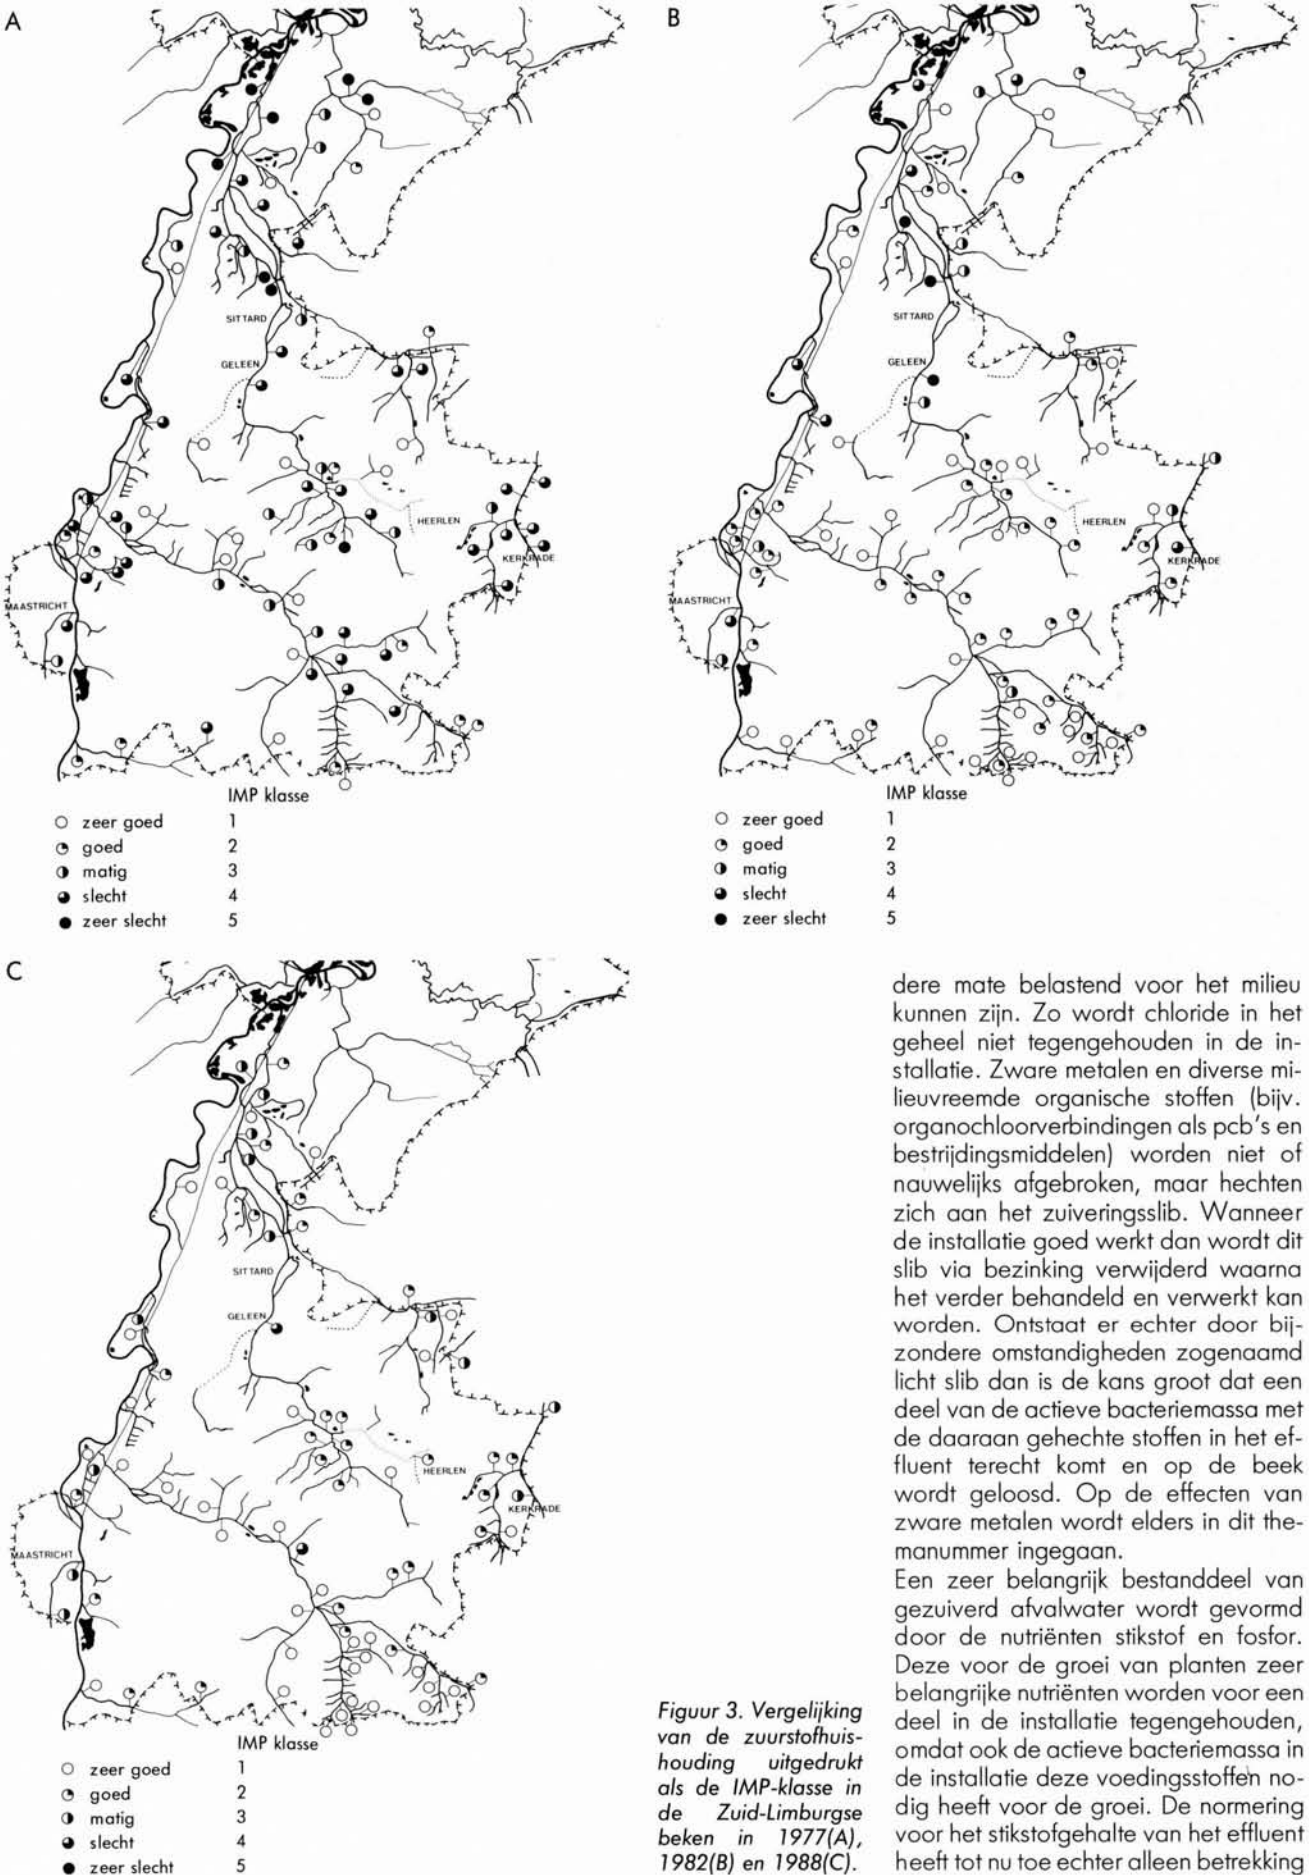 A
SITTARD
GELEEN
HEERLEN
KERKRADE
MAASTRICHT
IMP klasse
zeer goed 1
goed 2
matig 3
slecht 4
zeer slecht 5
B
SITTARD
GELEEN
HEERLEN
KERKRADE
MAASTRICHT
IMP klasse
zeer goed 1
goed 2
matig 3
slecht 4
zeer slecht 5
C
SITTARD
GELEEN
HEERLEN
KERKRADE
MAASTRICHT
IMP klasse
zeer goed 1
goed 2
matig 3
slecht 4
zeer slecht 5
Figuur 3. Vergelijking
van de zuurstofhuis-
houding uitgedrukt
als de IMP-klasse in
de Zuid-Limburgse
beken in 1977(A),
1982(B) en 1988(C).
dere mate belastend voor het milieu
kunnen zijn. Zo wordt chloride in het
geheel niet tegengehouden in de in-
stallatie. Zware metalen en diverse mi-
lieuvreemde organische stoffen (bijv.
organochloorverbindingen als pcb's en
bestrijdingsmiddelen) worden niet of
nauwelijks afgebroken, maar hechten
zich aan het zuiveringsslib. Wanneer
de installatie goed werkt dan wordt dit
slib via bezinking verwijderd waarna
het verder behandeld en verwerkt kan
worden. Ontstaat er echter door bij-
zondere omstandigheden zogenaamd
licht slib dan is de kans groot dat een
deel van de actieve bacteriemassa met
de daaraan gehechte stoffen in het ef-
fluent terecht komt en op de beek
wordt geloosd. Op de effecten van
zware metalen wordt elders in dit the-
manummer ingegaan.
Een zeer belangrijk bestanddeel van
gezuiverd afvalwater wordt gevormd
door de nutriënten stikstof en fosfor.
Deze voor de groei van planten zeer
belangrijke nutriënten worden voor een
deel in de installatie tegengehouden,
omdat ook de actieve bacteriemassa in
de installatie deze voedingsstoffen no-
dig heeft voor de groei. De normering
voor het stikstofgehalte van het effluent
heeft tot nu toe echter alleen betrekking